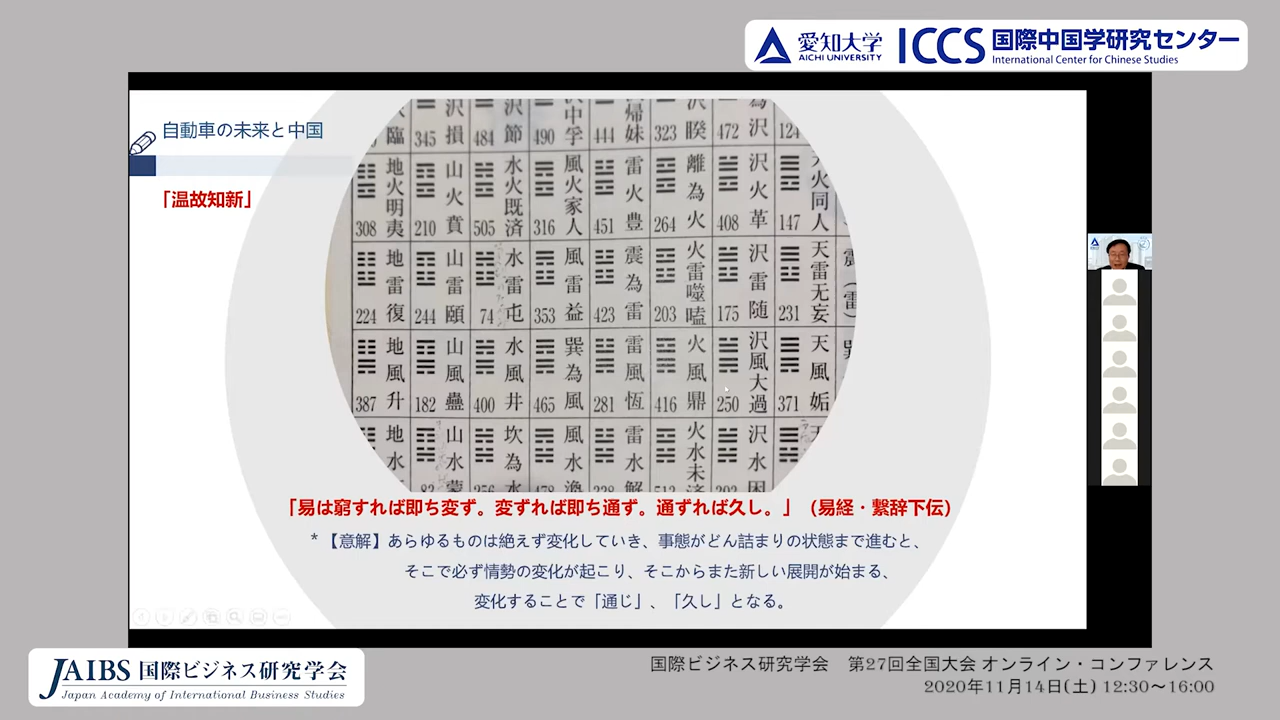 愛知大学
AICHI UNIVERSITY
ICCS 国際中国学研究センター
International Center for Chinese Studies
自動車の未来と中国
「温故知新」
臨 345 沢損 484 沢節 490 沢中孚 444 帰妹 323 沢睽 472 為沢 124
308 地火明夷 210 山火賁 505 水火既済 316 風火家人 451 雷火豊 264 離為火 408 沢火革 147 天火同人
224 地雷復 244 山雷頤 74 水雷屯 353 風雷益 423 震為雷 203 火雷噬嗑 175 沢雷随 231 天雷无妄 震(雷)
387 地風升 182 山風蠱 400 水風井 465 巽為風 281 雷風恆 416 火風鼎 250 沢風大過 371 天風姤
地水 山水蒙 坎為水 風水渙 雷水解 火水未済 沢水困
「易は窮すれば即ち変ず。変ずれば即ち通ず。通ずれば久し。」(易経・繫辞下伝)
*【意解】あらゆるものは絶えず変化していき、事態がどん詰まりの状態まで進むと、
そこで必ず情勢の変化が起こり、そこからまた新しい展開が始まる、
変化することで「通じ」、「久し」となる。
JAIBS 国際ビジネス研究学会
Japan Academy of International Business Studies
国際ビジネス研究学会 第27回全国大会 オンライン・コンファレンス
2020年11月14日(土) 12:30～16:00